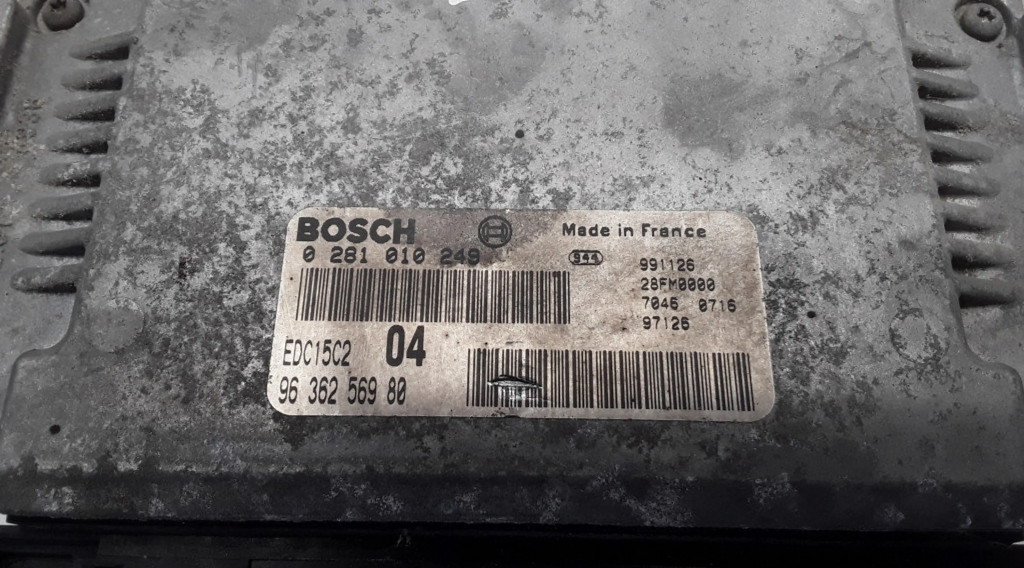 BOSCH Made in France
0 281 010 249 944 991126
28FM0000
7046 0716
97126
EDC15C2 04
96 362 569 80